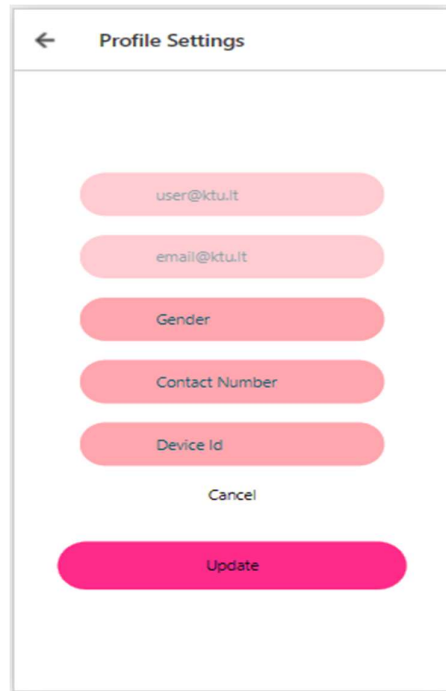 Profile Settings
user@ktu.lt
email@ktu.lt
Gender
Contact Number
Device Id
Cancel
Update